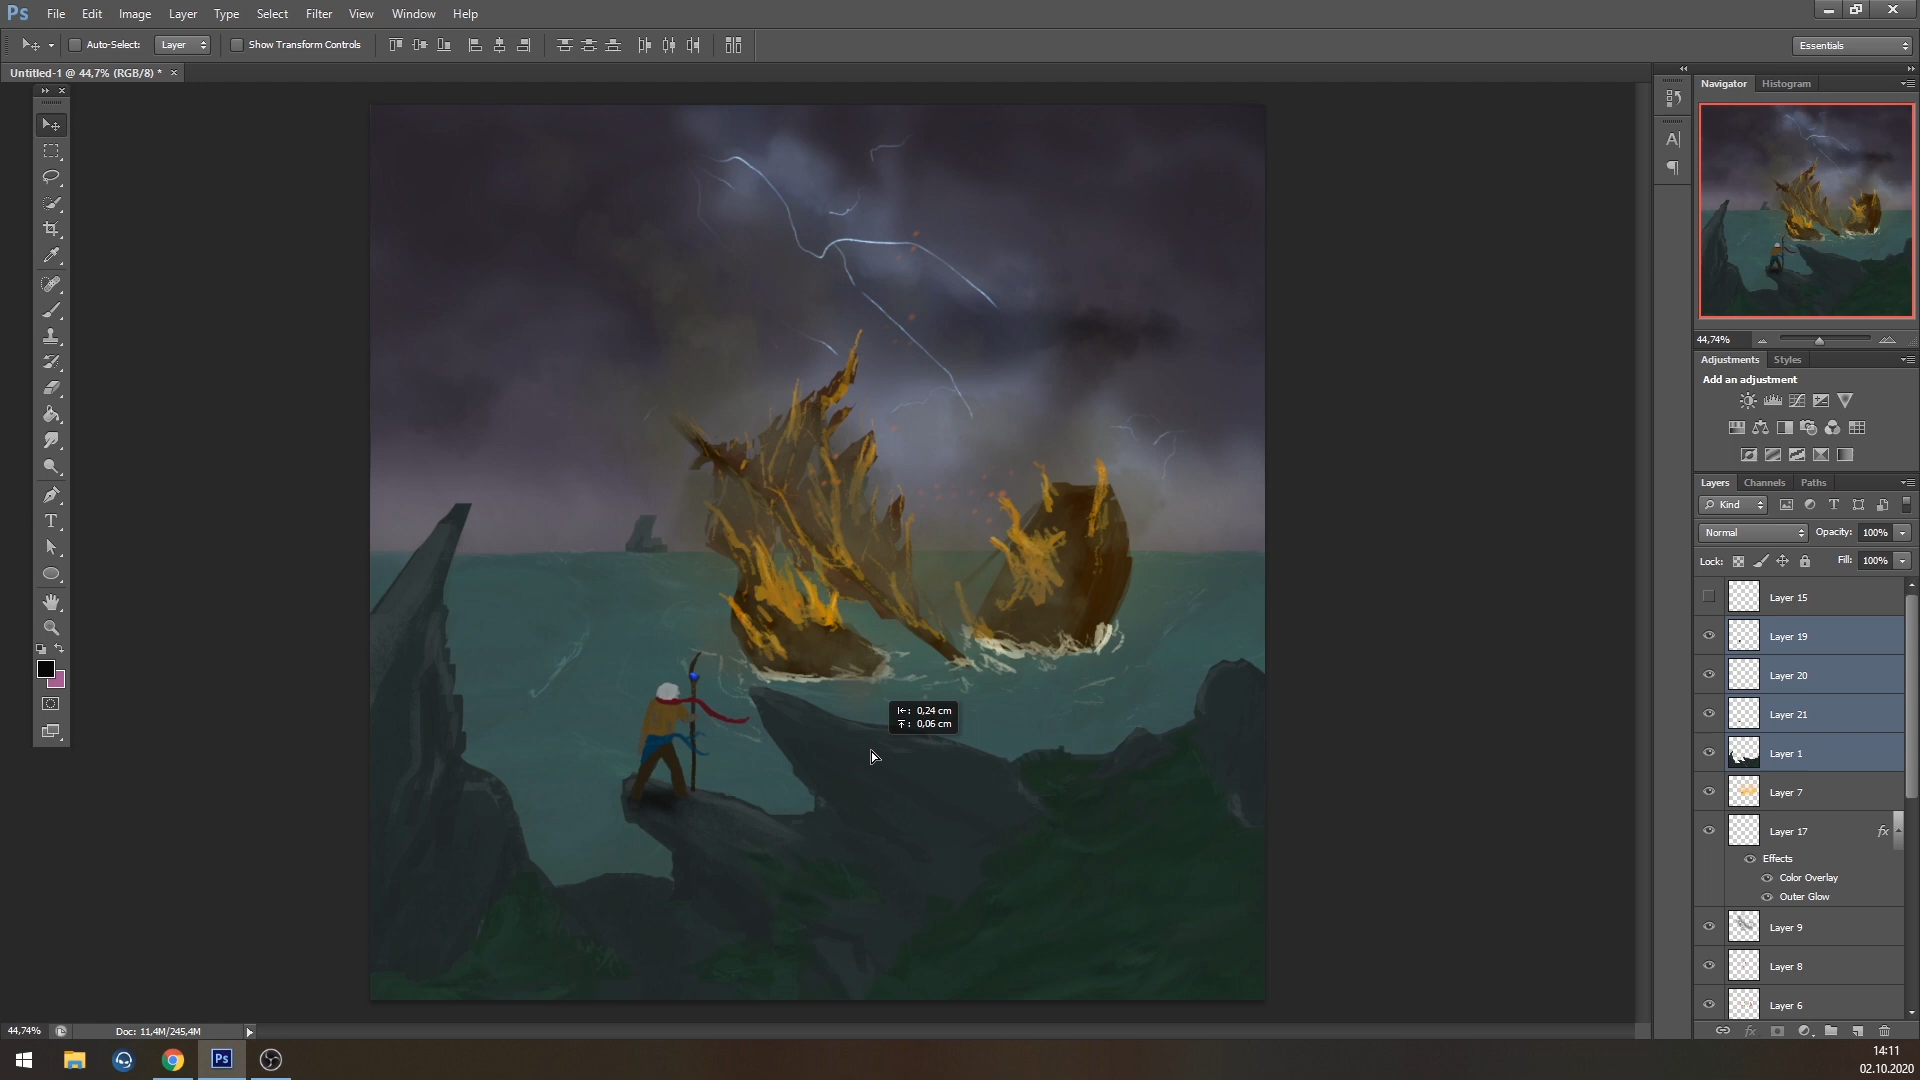 Ps File Edit Image Layer Type Select Filter View Window Help
Auto-Select: Layer Show Transform Controls Essentials
Untitled-1 @ 44,7% (RGB/8) * ×
Navigator Histogram
44,74%
Adjustments Styles
Add an adjustment
Layers Channels Paths
Kind
Normal Opacity: 100%
Lock: Fill: 100%
Layer 15
Layer 19
Layer 20
Layer 21
Layer 1
Layer 7
Layer 17 fx
Effects
Color Overlay
Outer Glow
Layer 9
Layer 8
Layer 6
: 0,24 cm
: 0,06 cm
44,74% Doc: 11,4M/245,4M
Ps
14:11
02.10.2020